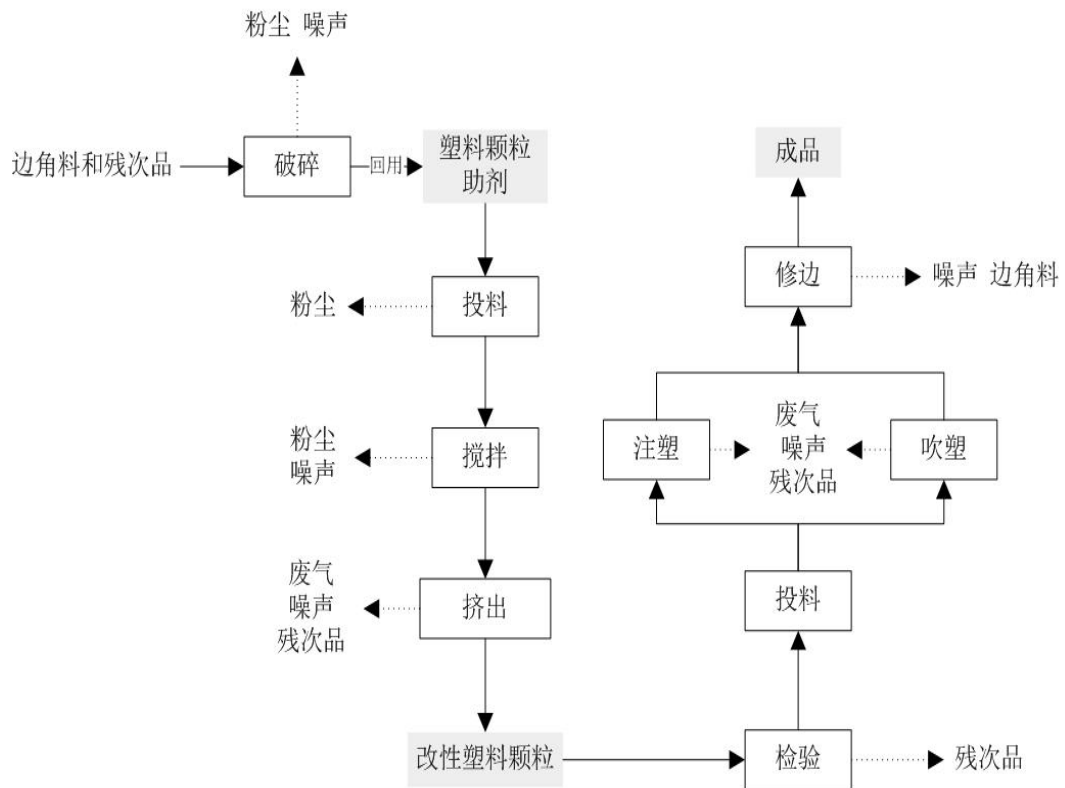 粉尘 噪声
边角料和残次品
破碎
回用
塑料颗粒
助剂
粉尘
投料
粉尘
噪声
搅拌
废气
噪声
残次品
挤出
改性塑料颗粒
检验
残次品
投料
注塑
废气
噪声
残次品
吹塑
修边
噪声 边角料
成品